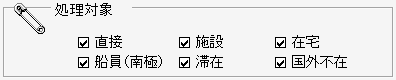 処理対象
直接 施設 在宅
船員(南極) 滞在 国外不在